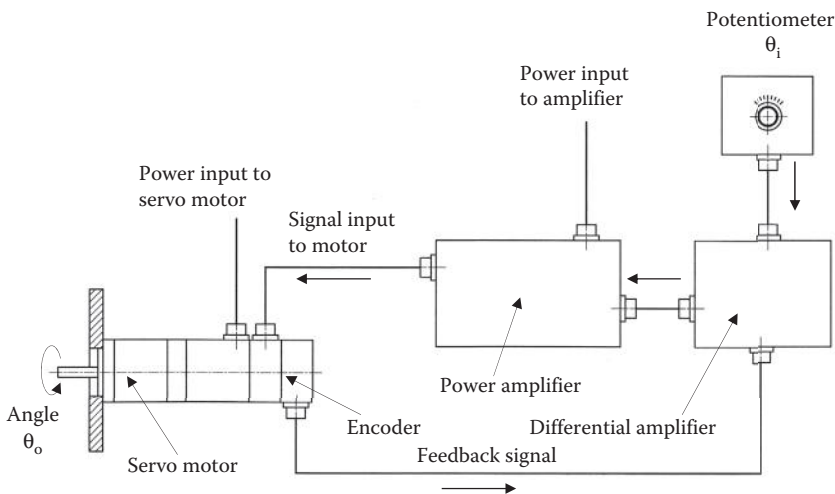 Potentiometer
θi
Power input
to amplifier
Power input to
servo motor
Signal input
to motor
Power amplifier
Angle
θo
Encoder
Differential amplifier
Servo motor
Feedback signal